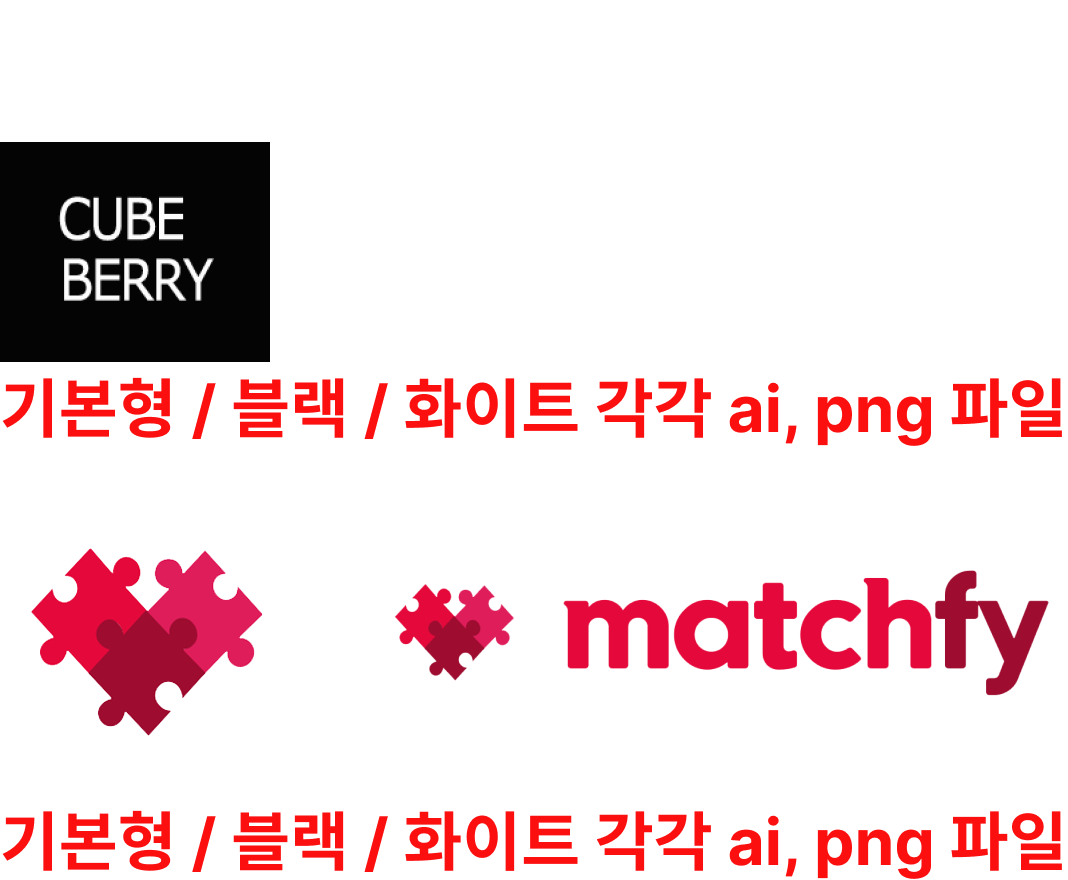 CUBE
BERRY
기본형 / 블랙 / 화이트 각각 ai, png 파일
matchfy
기본형 / 블랙 / 화이트 각각 ai, png 파일